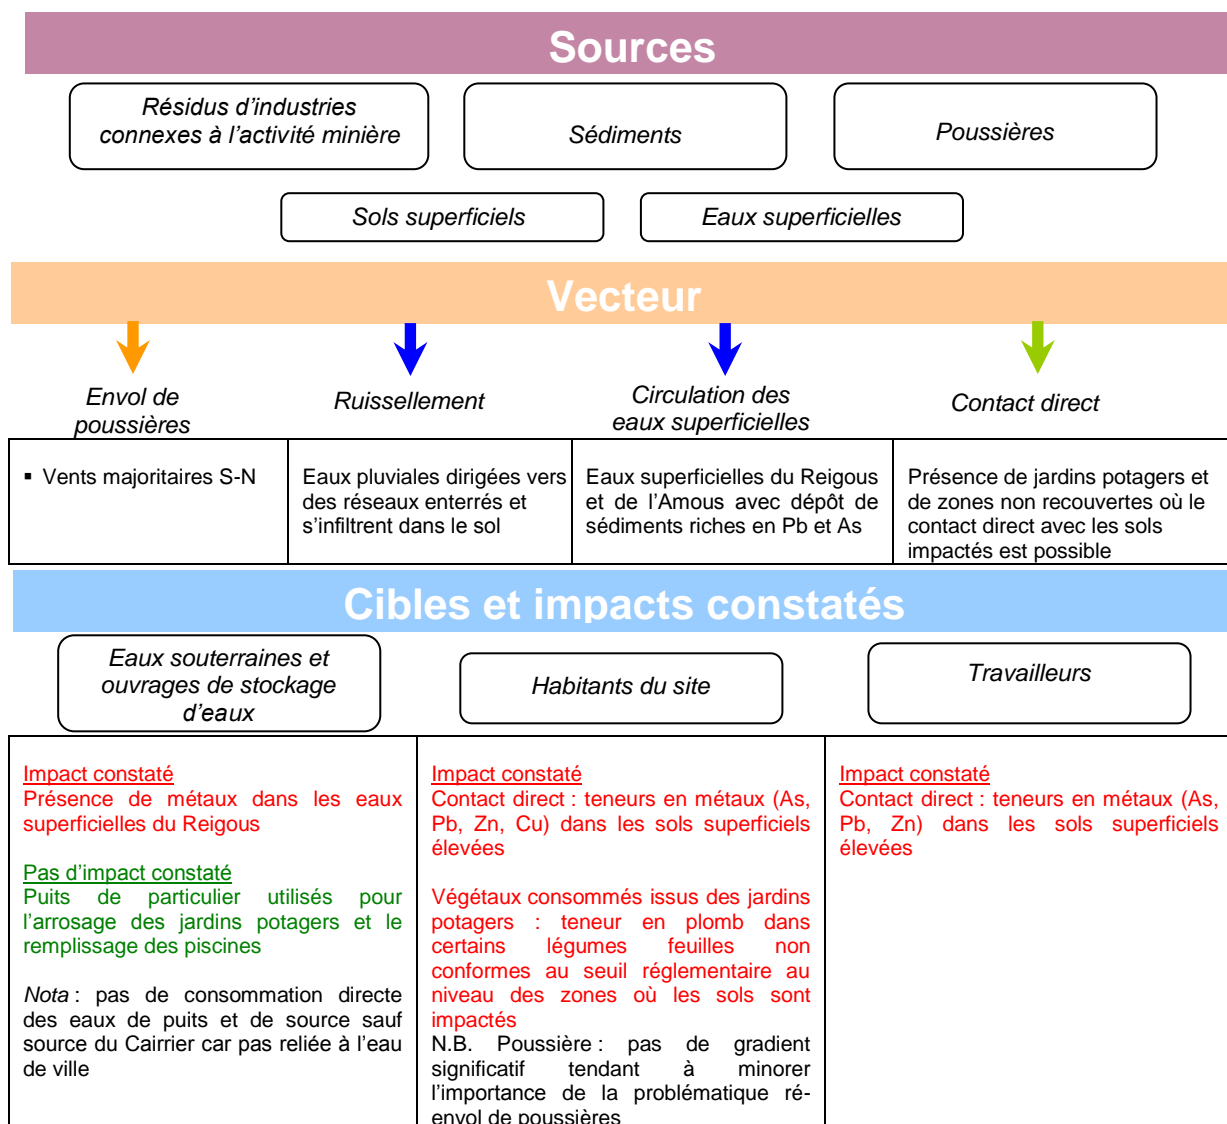 Sources
Résidus d’industries
connexes à l’activité minière
Sédiments
Poussières
Sols superficiels
Eaux superficielles
Vecteur
Envol de
poussières
Ruissellement
Circulation des
eaux superficielles
Contact direct
▪ Vents majoritaires S-N
Eaux pluviales dirigées vers
des réseaux enterrés et
s’infiltrent dans le sol
Eaux superficielles du Reigous
et de l’Amous avec dépôt de
sédiments riches en Pb et As
Présence de jardins potagers et
de zones non recouvertes où le
contact direct avec les sols
impactés est possible
Cibles et impacts constatés
Eaux souterraines et
ouvrages de stockage
d’eaux
Habitants du site
Travailleurs
Impact constaté
Présence de métaux dans les eaux
superficielles du Reigous
Pas d’impact constaté
Puits de particulier utilisés pour
l’arrosage des jardins potagers et le
remplissage des piscines
Nota : pas de consommation directe
des eaux de puits et de source sauf
source du Cairrier car pas reliée à l’eau
de ville
Impact constaté
Contact direct : teneurs en métaux (As,
Pb, Zn, Cu) dans les sols superficiels
élevées
Végétaux consommés issus des jardins
potagers : teneur en plomb dans
certains légumes feuilles non
conformes au seuil réglementaire au
niveau des zones où les sols sont
impactés
N.B. Poussière : pas de gradient
significatif tendant à minorer
l’importance de la problématique ré-
envol de poussières
Impact constaté
Contact direct : teneurs en métaux (As,
Pb, Zn) dans les sols superficiels
élevées